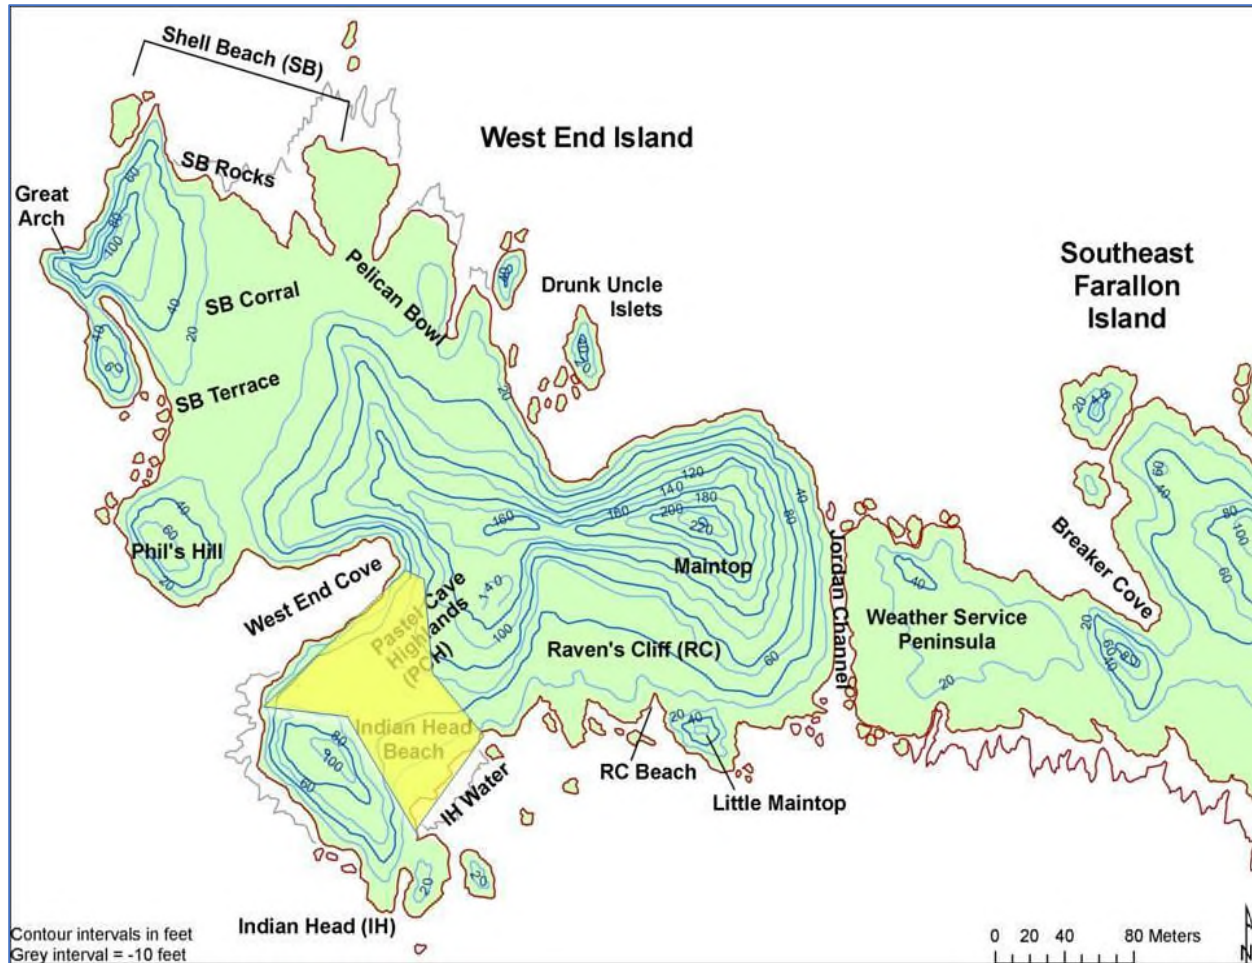 Shell Beach (SB)
West End Island
SB Rocks
Great
Arch
Southeast
Farallon
Island
Pelican Bowl
Drunk Uncle
Islets
SB Corral
SB Terrace
Phil's Hill
West End Cove
Pastel Cave
Highlands
(PCH)
Maintop
Jordan Channel
Breaker Cove
Weather Service
Peninsula
Raven's Cliff (RC)
Indian Head
Beach
IH Water
RC Beach
Little Maintop
Indian Head (IH)
60
80
100
40
20
40
60
40
60
20
40
20
40
20
20
160
140
100
120
140
160
180
200
220
40
80
60
20
40
80
100
60
20
20
40
20
20
60
40
80
20
40
60
40
80
100
60
Contour intervals in feet
Grey interval = -10 feet
0 20 40 80 Meters
N